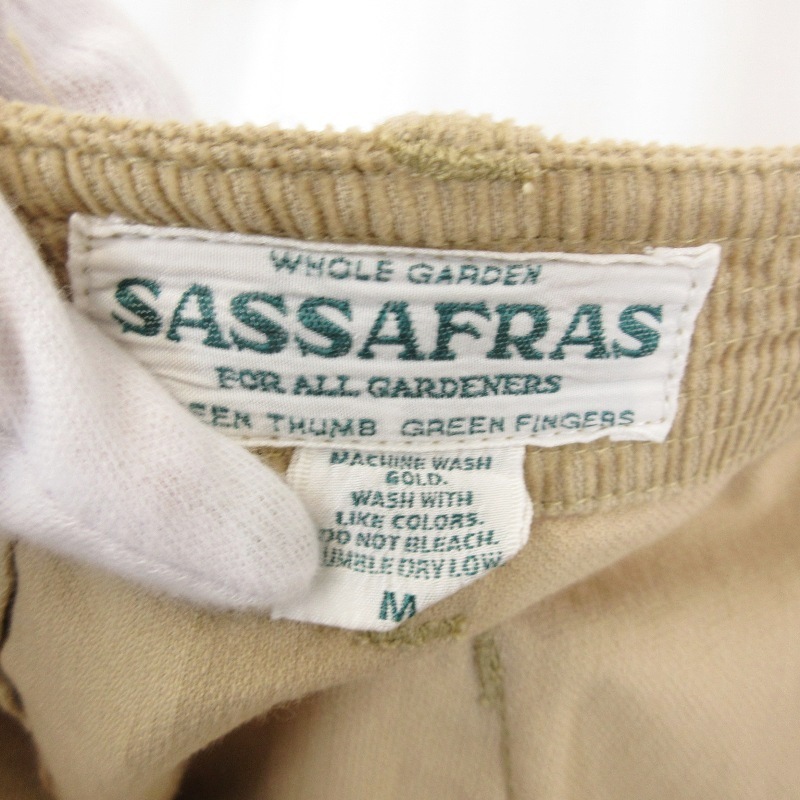 WHOLE GARDEN
SASSAFRAS
FOR ALL GARDENERS
EEN THUMB GREEN FINGERS
MACHINE WASH
COLD.
WASH WITH
LIKE COLORS.
DO NOT BLEACH.
UMBLE DRY LOW
M